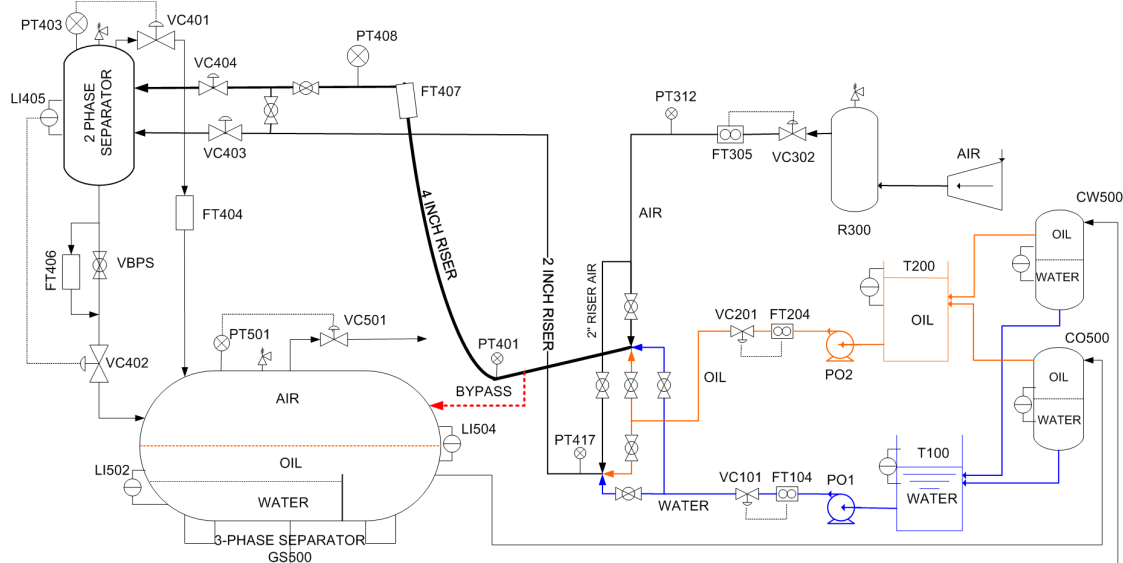 PT403
VC401
PT408
VC404
FT407
LI405
2 PHASE
SEPARATOR
VC403
PT312
FT305
VC302
AIR
R300
CW500
OIL
WATER
4 INCH RISER
AIR
FT404
FT406
VBPS
2 INCH RISER
2" RISER AIR
T200
OIL
VC201
FT204
PO2
CO500
OIL
WATER
PT501
VC501
VC402
PT401
BYPASS
OIL
AIR
LI504
PT417
LI502
OIL
WATER
VC101
FT104
PO1
T100
WATER
WATER
3-PHASE SEPARATOR
GS500